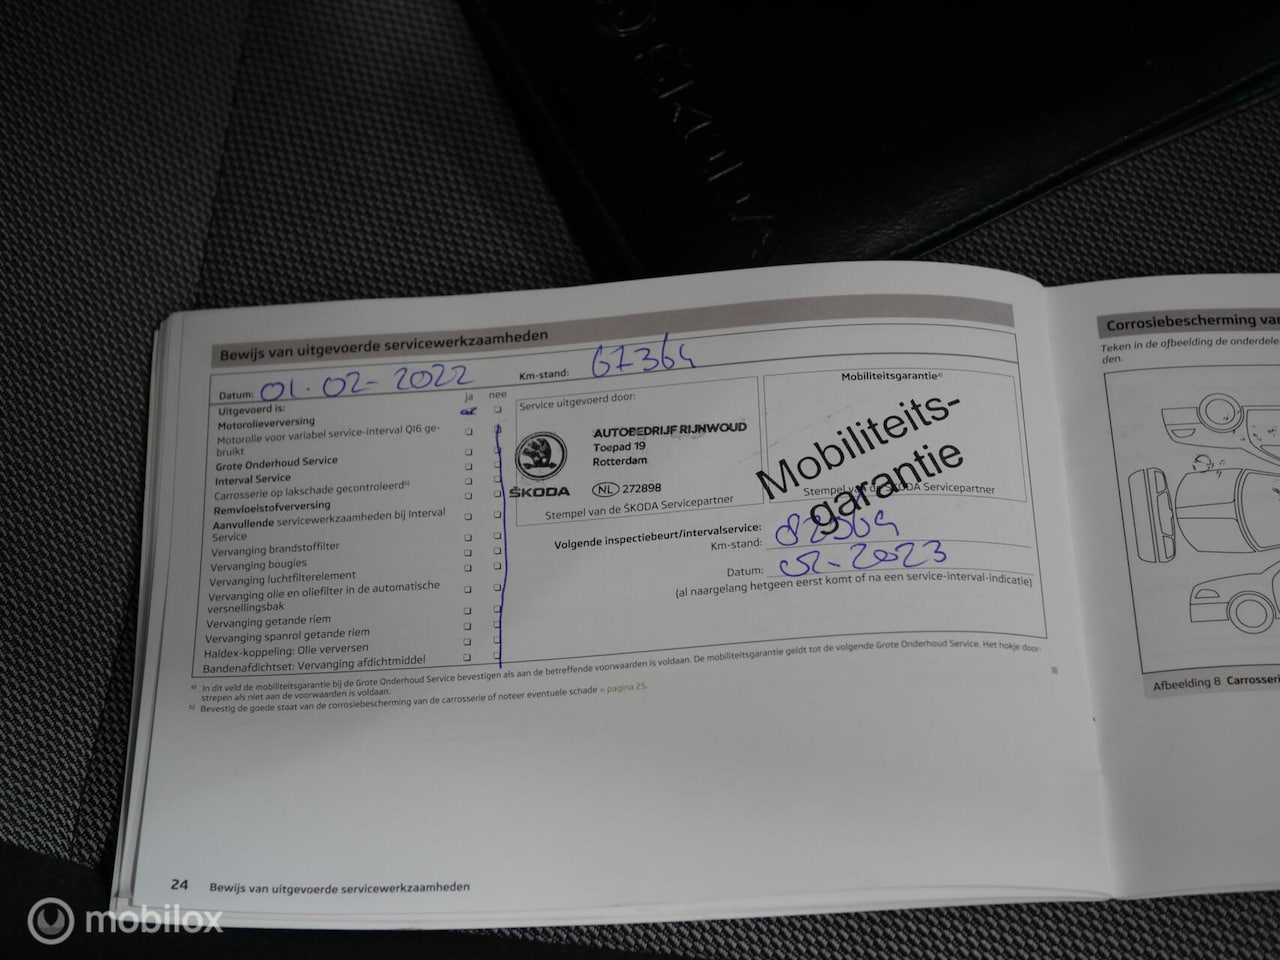 ŠKODA
Bewijs van uitgevoerde servicewerkzaamheden
Datum: 01-02-2022
Km-stand: 67364
Uitgevoerd is:
ja
nee
Motorolieverversing
Motorolie voor variabel service-interval QI6 ge-
bruikt
Grote Onderhoud Service
Interval Service
Carrosserie op lakschade gecontroleerdb)
Remvloeistofverversing
Aanvullende servicewerkzaamheden bij Interval
Service
Vervanging brandstoffilter
Vervanging bougies
Vervanging luchtfilterelement
Vervanging olie en oliefilter in de automatische
versnellingsbak
Vervanging getande riem
Vervanging spanrol getande riem
Haldex-koppeling: Olie verversen
Bandenafdichtset: Vervanging afdichtmiddel
Service uitgevoerd door:
AUTOBEDRIJF RIJNWOUD
Toepad 19
Rotterdam
ŠKODA
NL 272898
Stempel van de ŠKODA Servicepartner
Mobiliteitsgarantiea)
Mobiliteits-
garantie
Stempel van de ŠKODA Servicepartner
Volgende inspectiebeurt/intervalservice:
Km-stand: 82364
Datum: 02-2023
(al naargelang hetgeen eerst komt of na een service-interval-indicatie)
a) In dit veld de mobiliteitsgarantie bij de Grote Onderhoud Service bevestigen als aan de betreffende voorwaarden is voldaan. De mobiliteitsgarantie geldt tot de volgende Grote Onderhoud Service. Het hokje door-
strepen als niet aan de voorwaarden is voldaan.
b) Bevestig de goede staat van de corrosiebescherming van de carrosserie of noteer eventuele schade » pagina 25.
24 Bewijs van uitgevoerde servicewerkzaamheden
Corrosiebescherming van
Teken in de afbeelding de onderdele
den.
Afbeelding 8 Carrosseri
mobilox